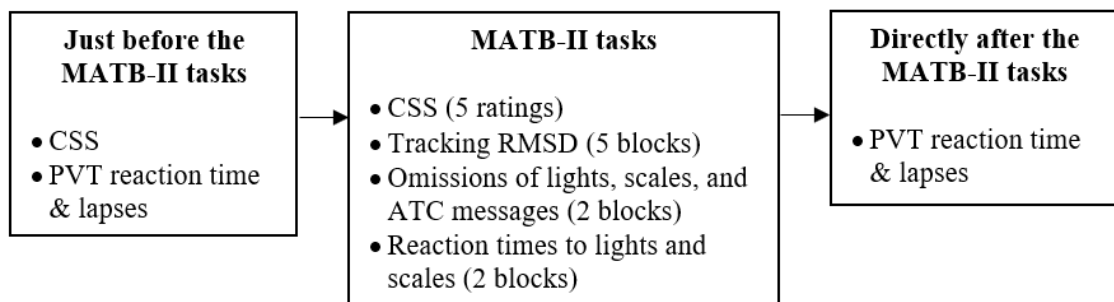 Just before the
MATB-II tasks
• CSS
• PVT reaction time
& lapses
MATB-II tasks
• CSS (5 ratings)
• Tracking RMSD (5 blocks)
• Omissions of lights, scales, and
ATC messages (2 blocks)
• Reaction times to lights and
scales (2 blocks)
Directly after the
MATB-II tasks
• PVT reaction time
& lapses